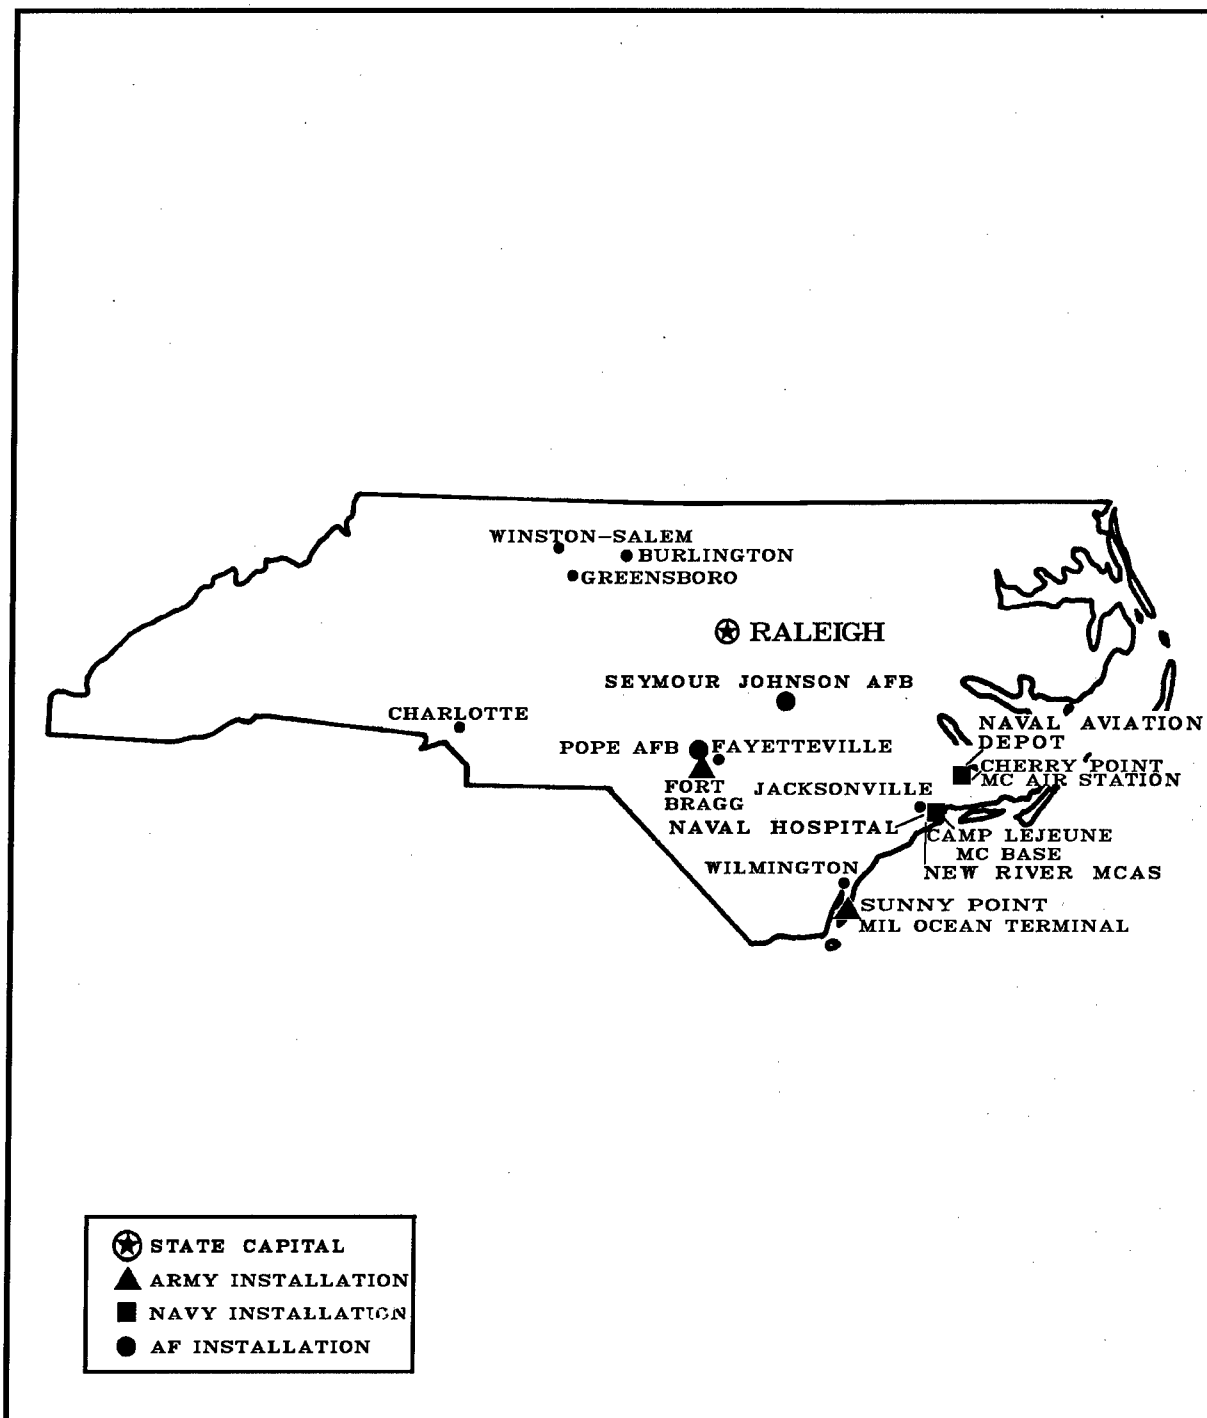 WINSTON-SALEM
BURLINGTON
GREENSBORO
RALEIGH
SEYMOUR JOHNSON AFB
CHARLOTTE
NAVAL AVIATION
DEPOT
POPE AFB
FAYETTEVILLE
CHERRY POINT
MC AIR STATION
FORT
BRAGG
JACKSONVILLE
NAVAL HOSPITAL
CAMP LEJEUNE
MC BASE
NEW RIVER MCAS
WILMINGTON
SUNNY POINT
MIL OCEAN TERMINAL
STATE CAPITAL
ARMY INSTALLATION
NAVY INSTALLATION
AF INSTALLATION